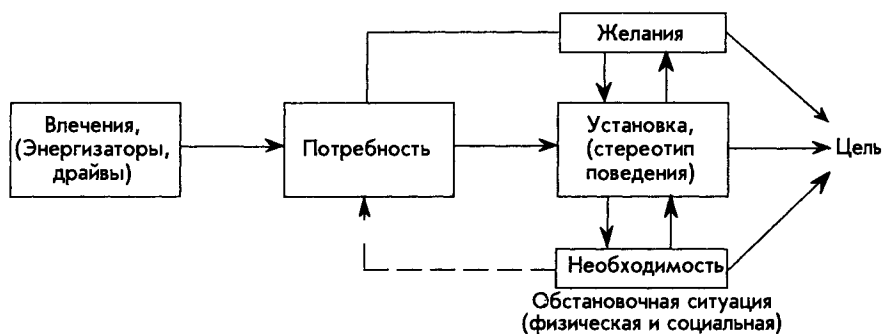 Желания
Влечения,
(Энергизаторы,
драйвы)
Потребность
Установка,
(стереотип
поведения)
Цель
Необходимость
Обстановочная ситуация
(физическая и социальная)